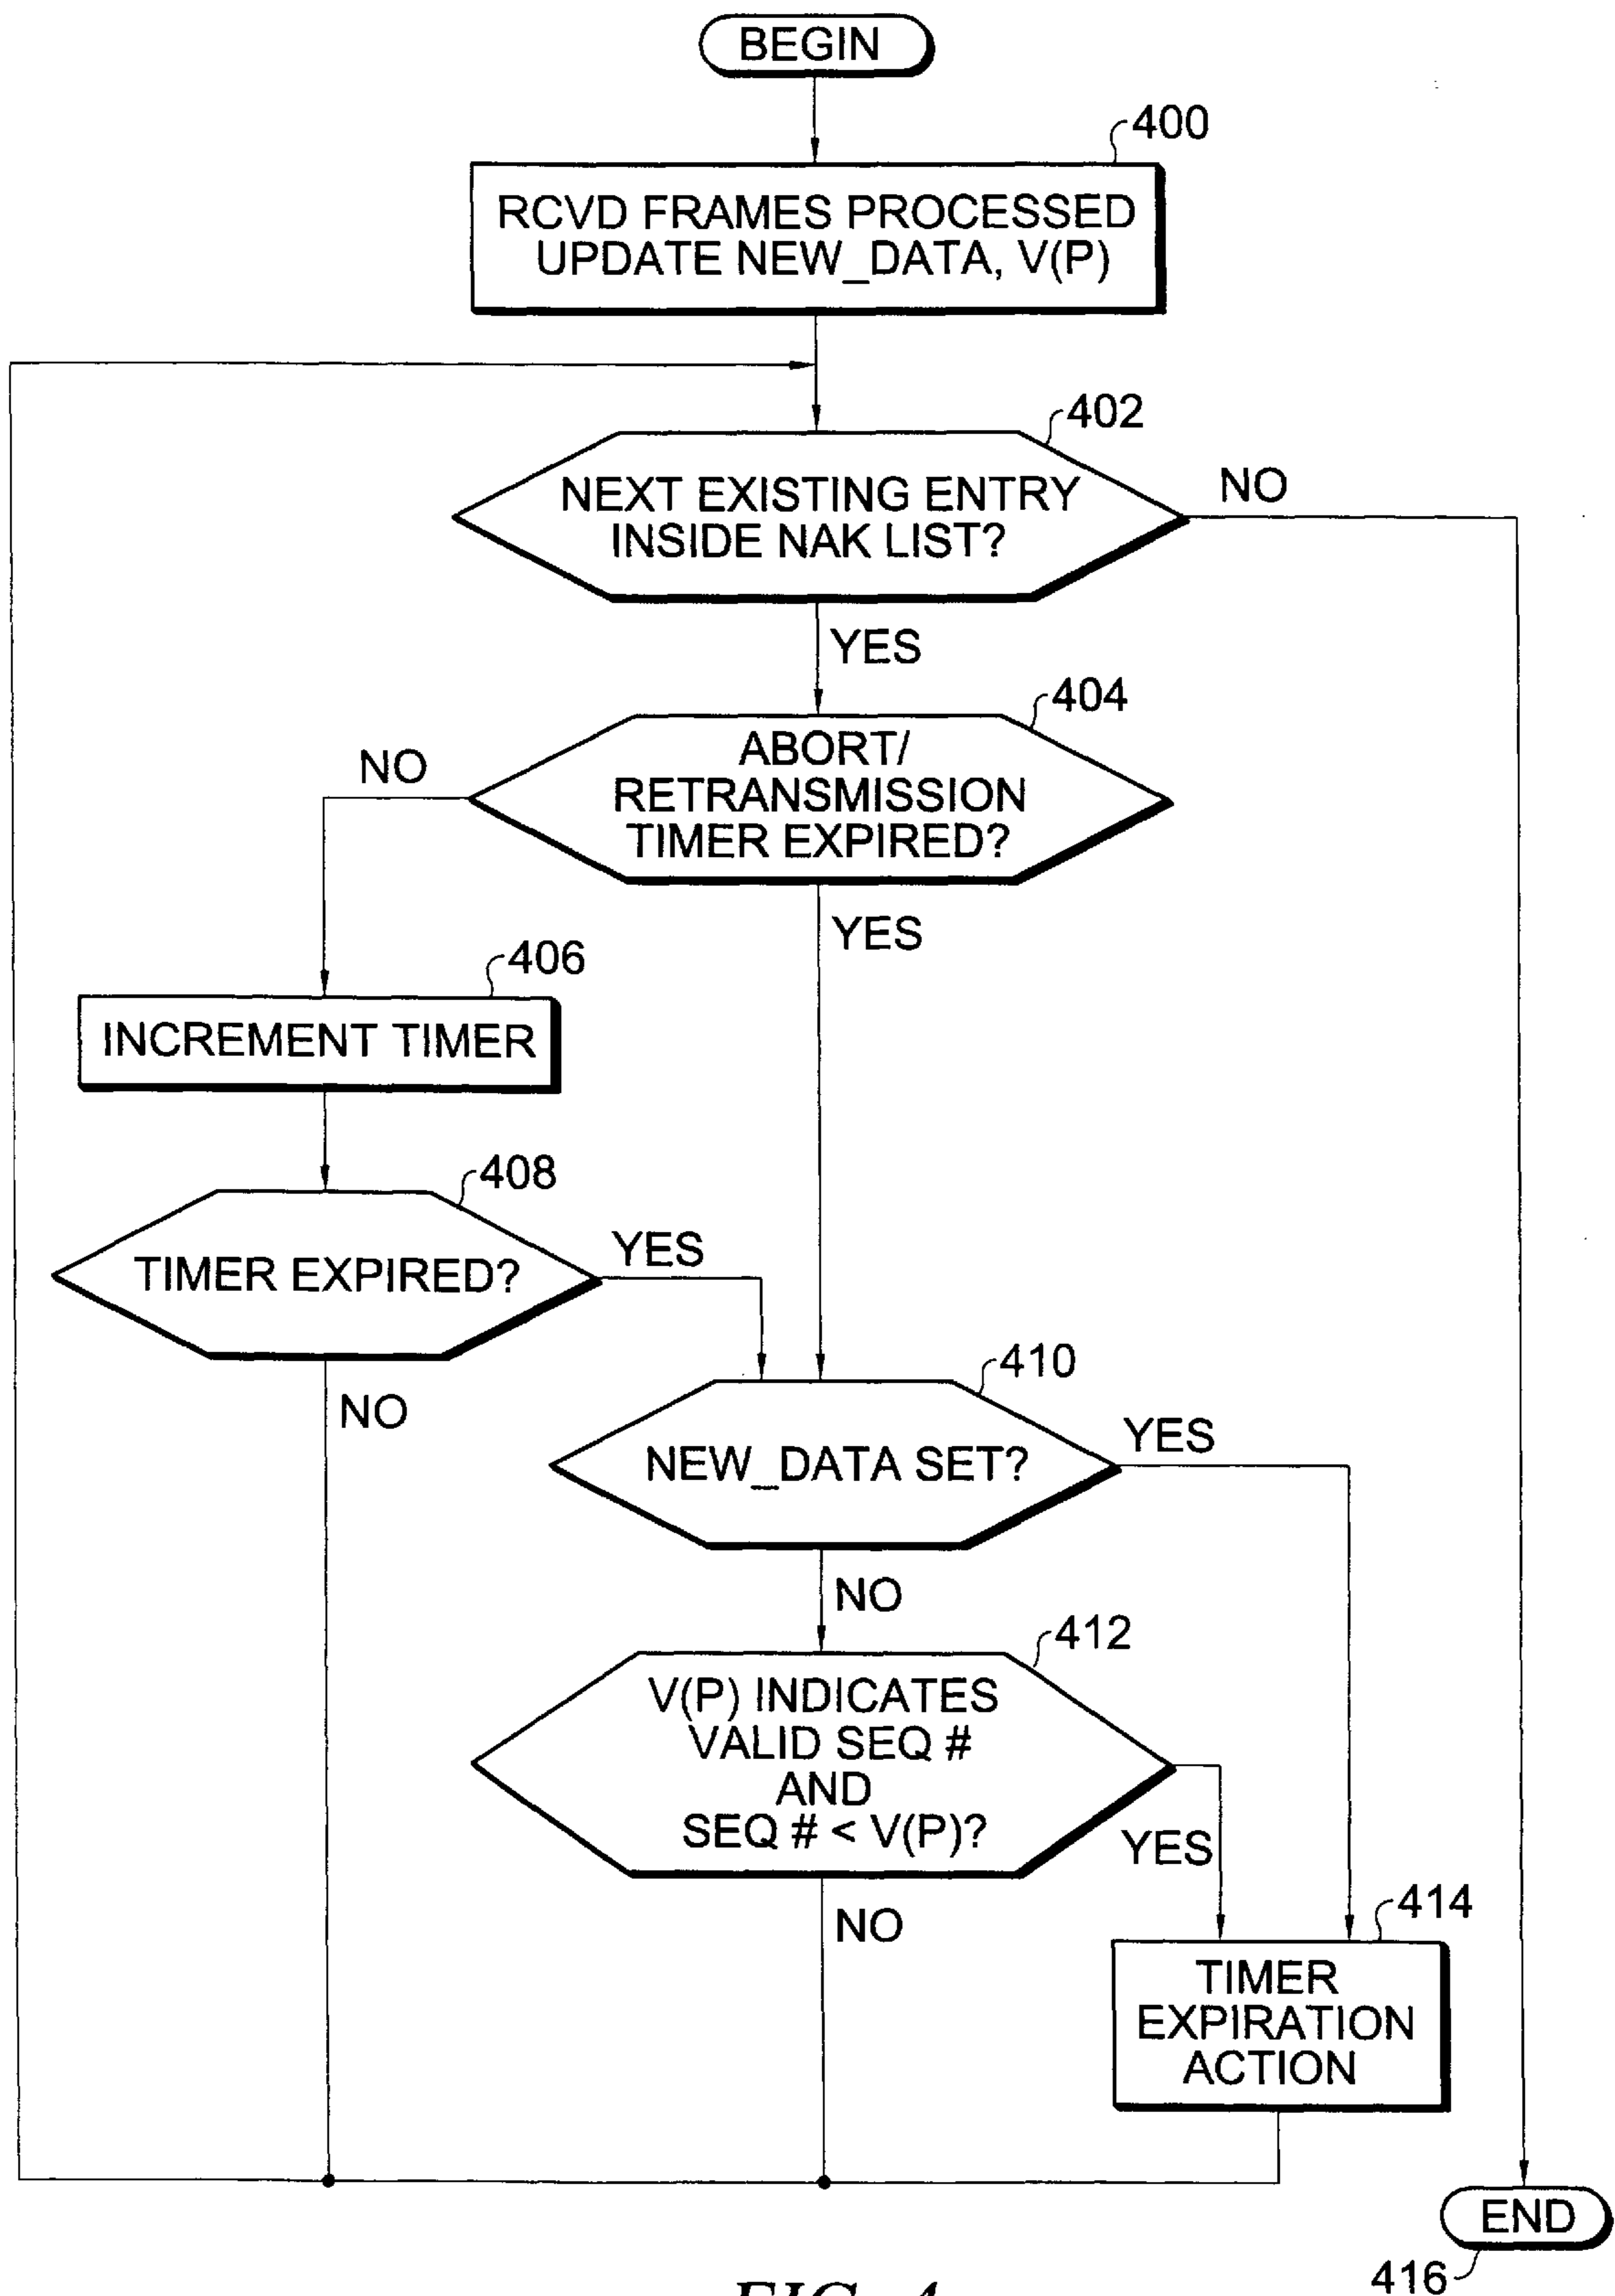 BEGIN
400
RCVD FRAMES PROCESSED
UPDATE NEW_DATA, V(P)
402
NEXT EXISTING ENTRY
INSIDE NAK LIST?
NO
YES
404
ABORT/
RETRANSMISSION
TIMER EXPIRED?
NO
YES
406
INCREMENT TIMER
408
TIMER EXPIRED?
YES
NO
410
NEW_DATA SET?
YES
NO
412
V(P) INDICATES
VALID SEQ #
AND
SEQ # < V(P)?
YES
NO
414
TIMER
EXPIRATION
ACTION
END
416
FIG. 4